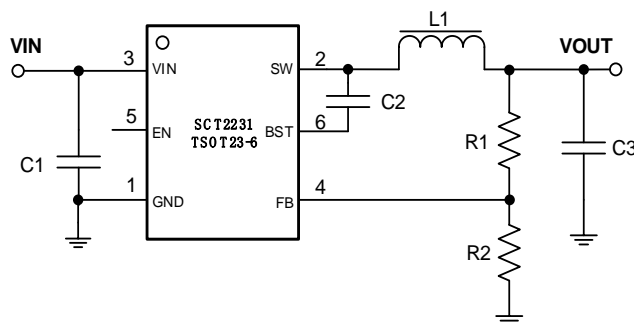 L1
VIN
VOUT
3
VIN
SW
2
C2
5
EN
SCT2231
TSOT23-6
BST
6
R1
C1
C3
1
GND
FB
4
R2